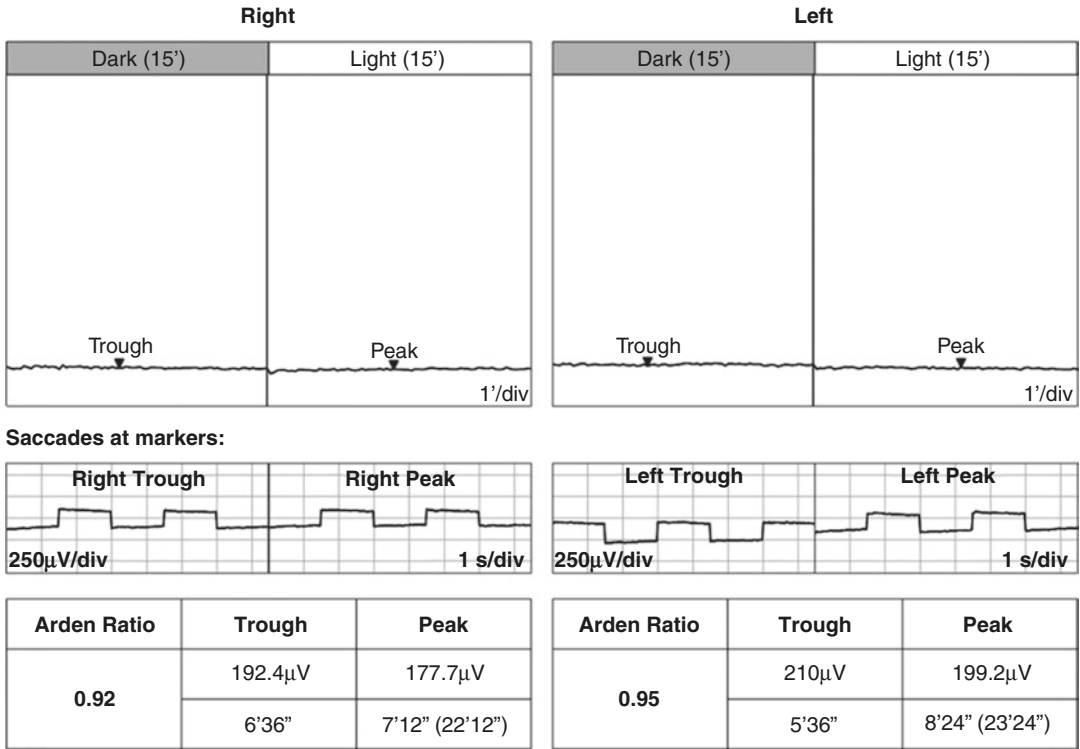 Right Left
Dark (15') Light (15') Dark (15') Light (15')
Trough Peak Trough Peak
1'/div 1'/div
Saccades at markers:
Right Trough Right Peak Left Trough Left Peak
250μV/div 1 s/div 250μV/div 1 s/div
Arden Ratio Trough Peak Arden Ratio Trough Peak
192.4μV 177.7μV 210μV 199.2μV
0.92 0.95
6'36" 7'12" (22'12") 5'36" 8'24" (23'24")